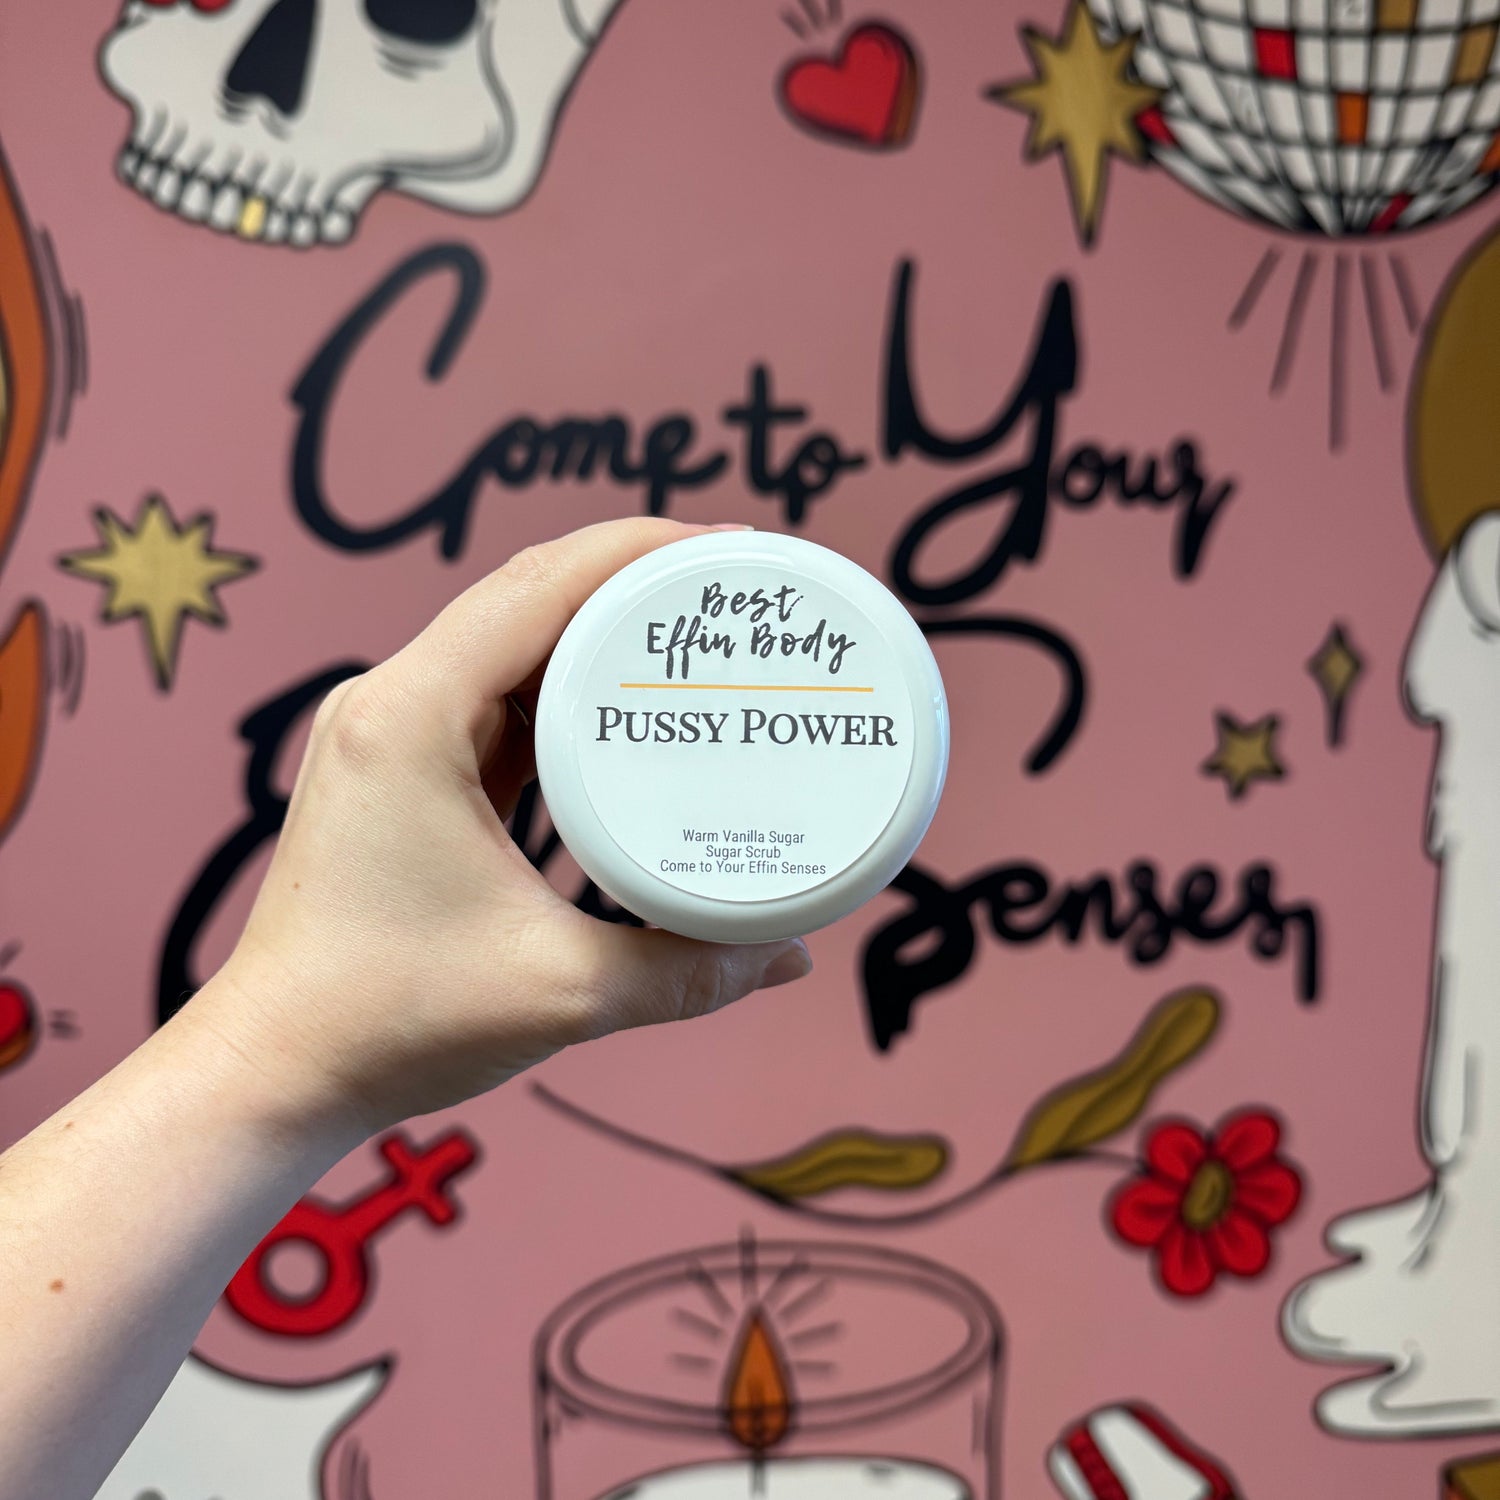 Come to Your
Senses,
Best
Effin Body
PUSSY POWER
Warm Vanilla Sugar
Sugar Scrub
Come to Your Effin Senses